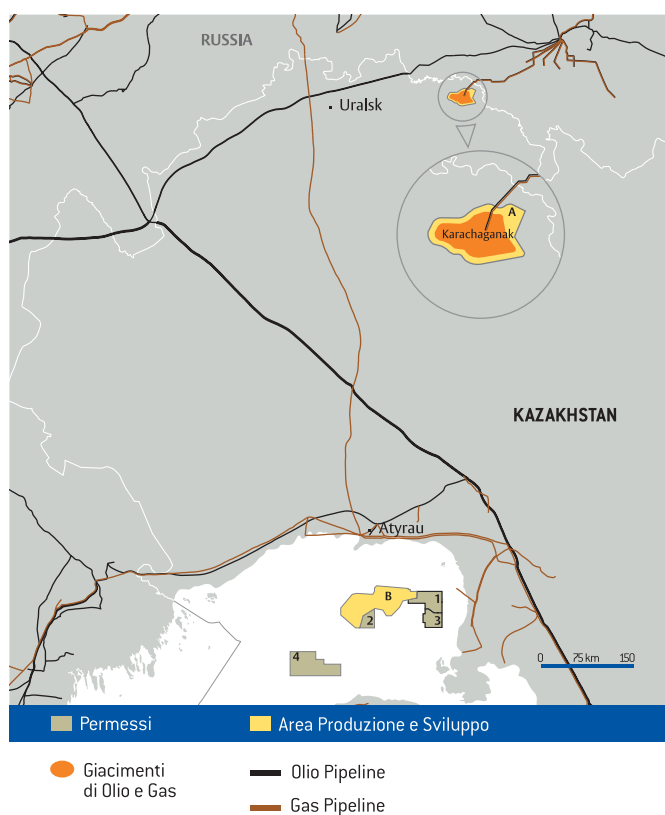 RUSSIA
Uralsk
A
Karachaganak
KAZAKHSTAN
Atyrau
B
1
2
3
4
0 75 km 150
Permessi
Area Produzione e Sviluppo
Giacimenti
di Olio e Gas
Olio Pipeline
Gas Pipeline